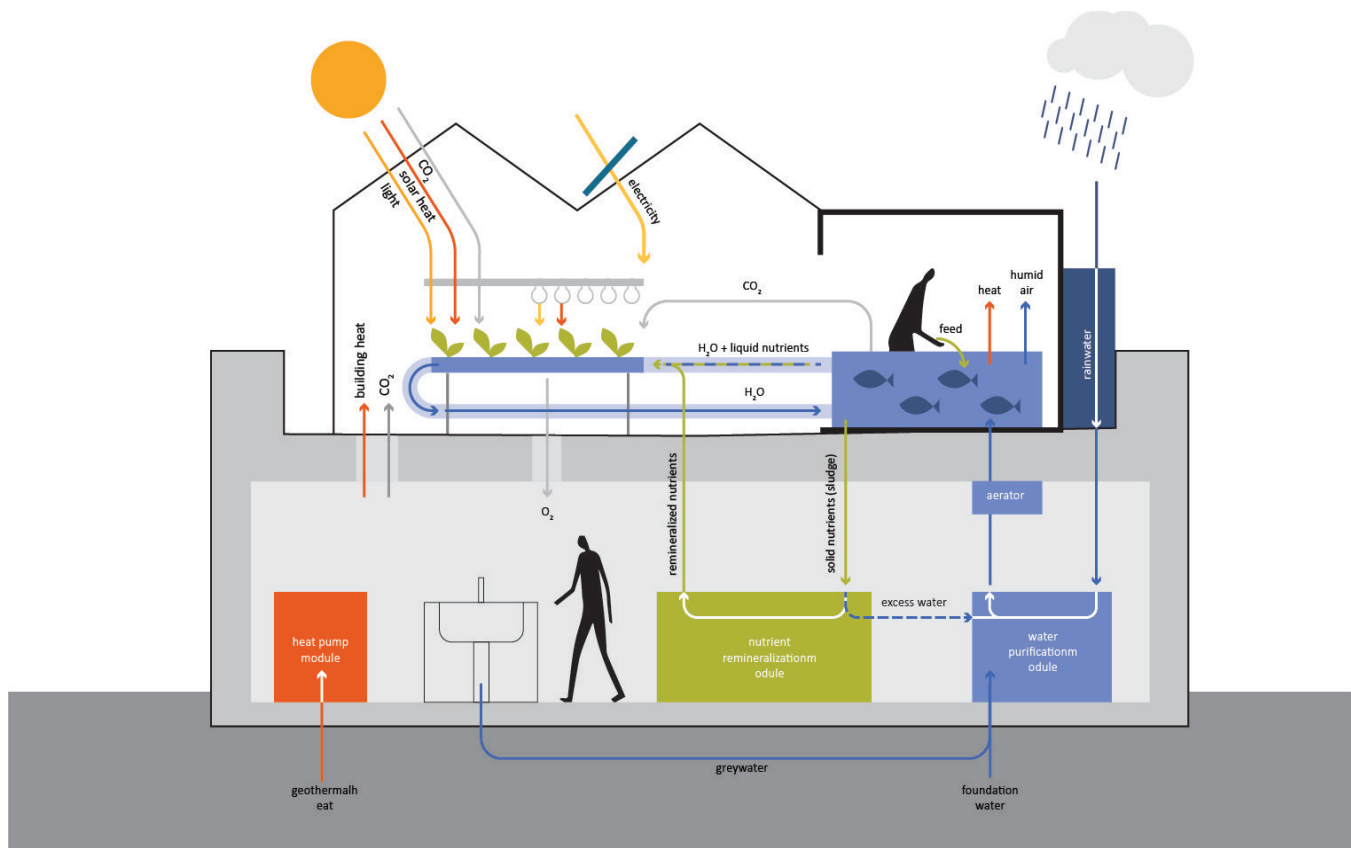 CO₂
solar heat
light
electricity
CO₂
heat
humid
air
feed
rainwater
building heat
CO₂
H₂O + liquid nutrients
H₂O
remineralized nutrients
solid nutrients (sludge)
aerator
O₂
excess water
heat pump
module
nutrient
remineralizationm
odule
water
purificationm
odule
greywater
geothermalh
eat
foundation
water